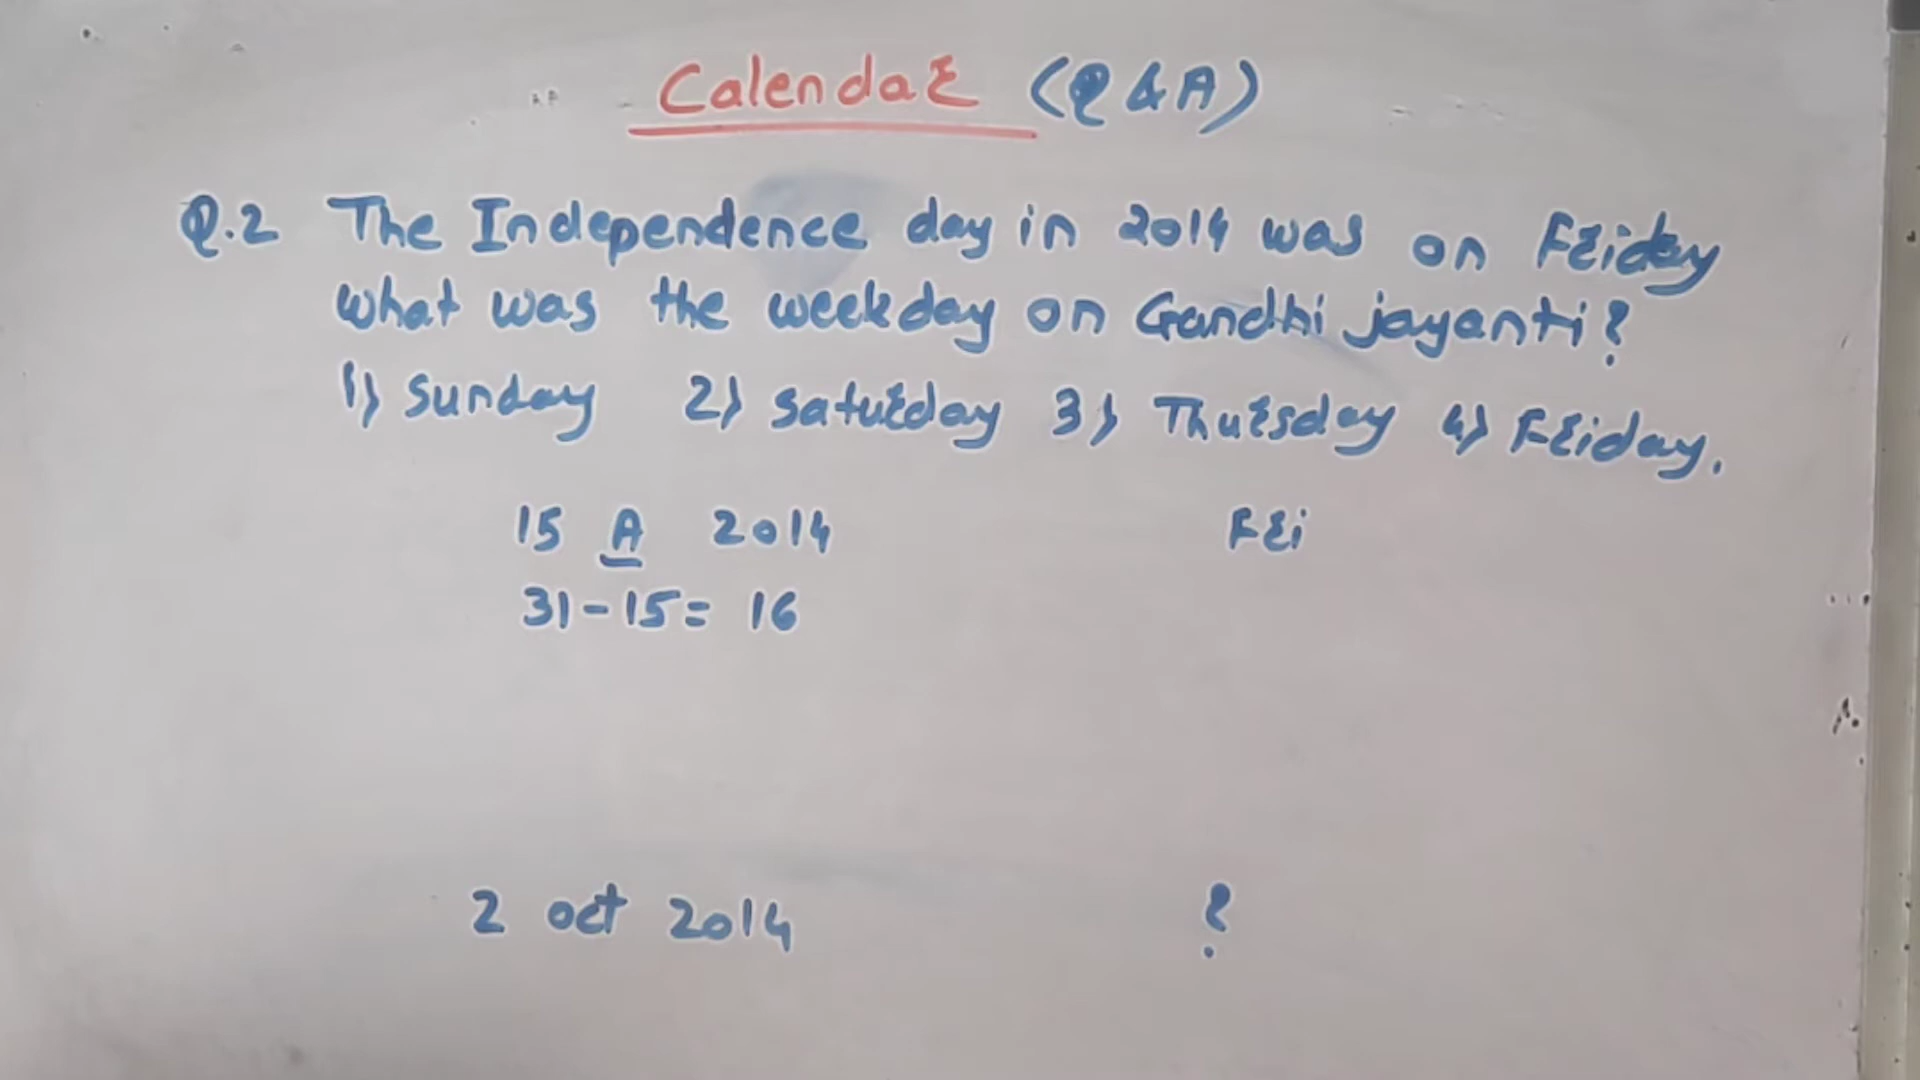 Calendar (Q & A)
Q.2 The Independence day in 2014 was on Friday
what was the weekday on Gandhi jayanti?
1) Sunday 2) Saturday 3) Thursday 4) Friday.
15 A 2014 Fri
31-15= 16
2 oct 2014 ?